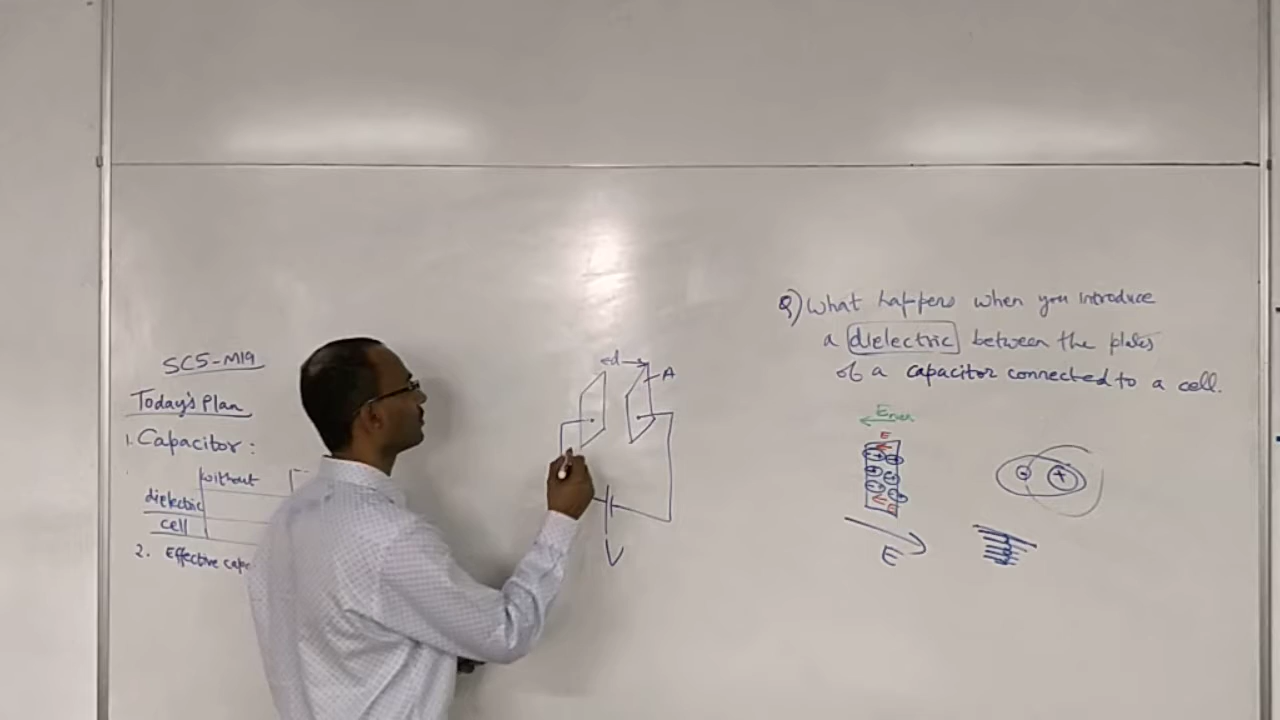 SC5-M19
Today's Plan
1. Capacitor:
without
dielectric
cell
2. Effective capa
d
A
V
Q) What happens when you introduce
a dielectric between the plates
of a capacitor connected to a cell.
E
E
- +
E